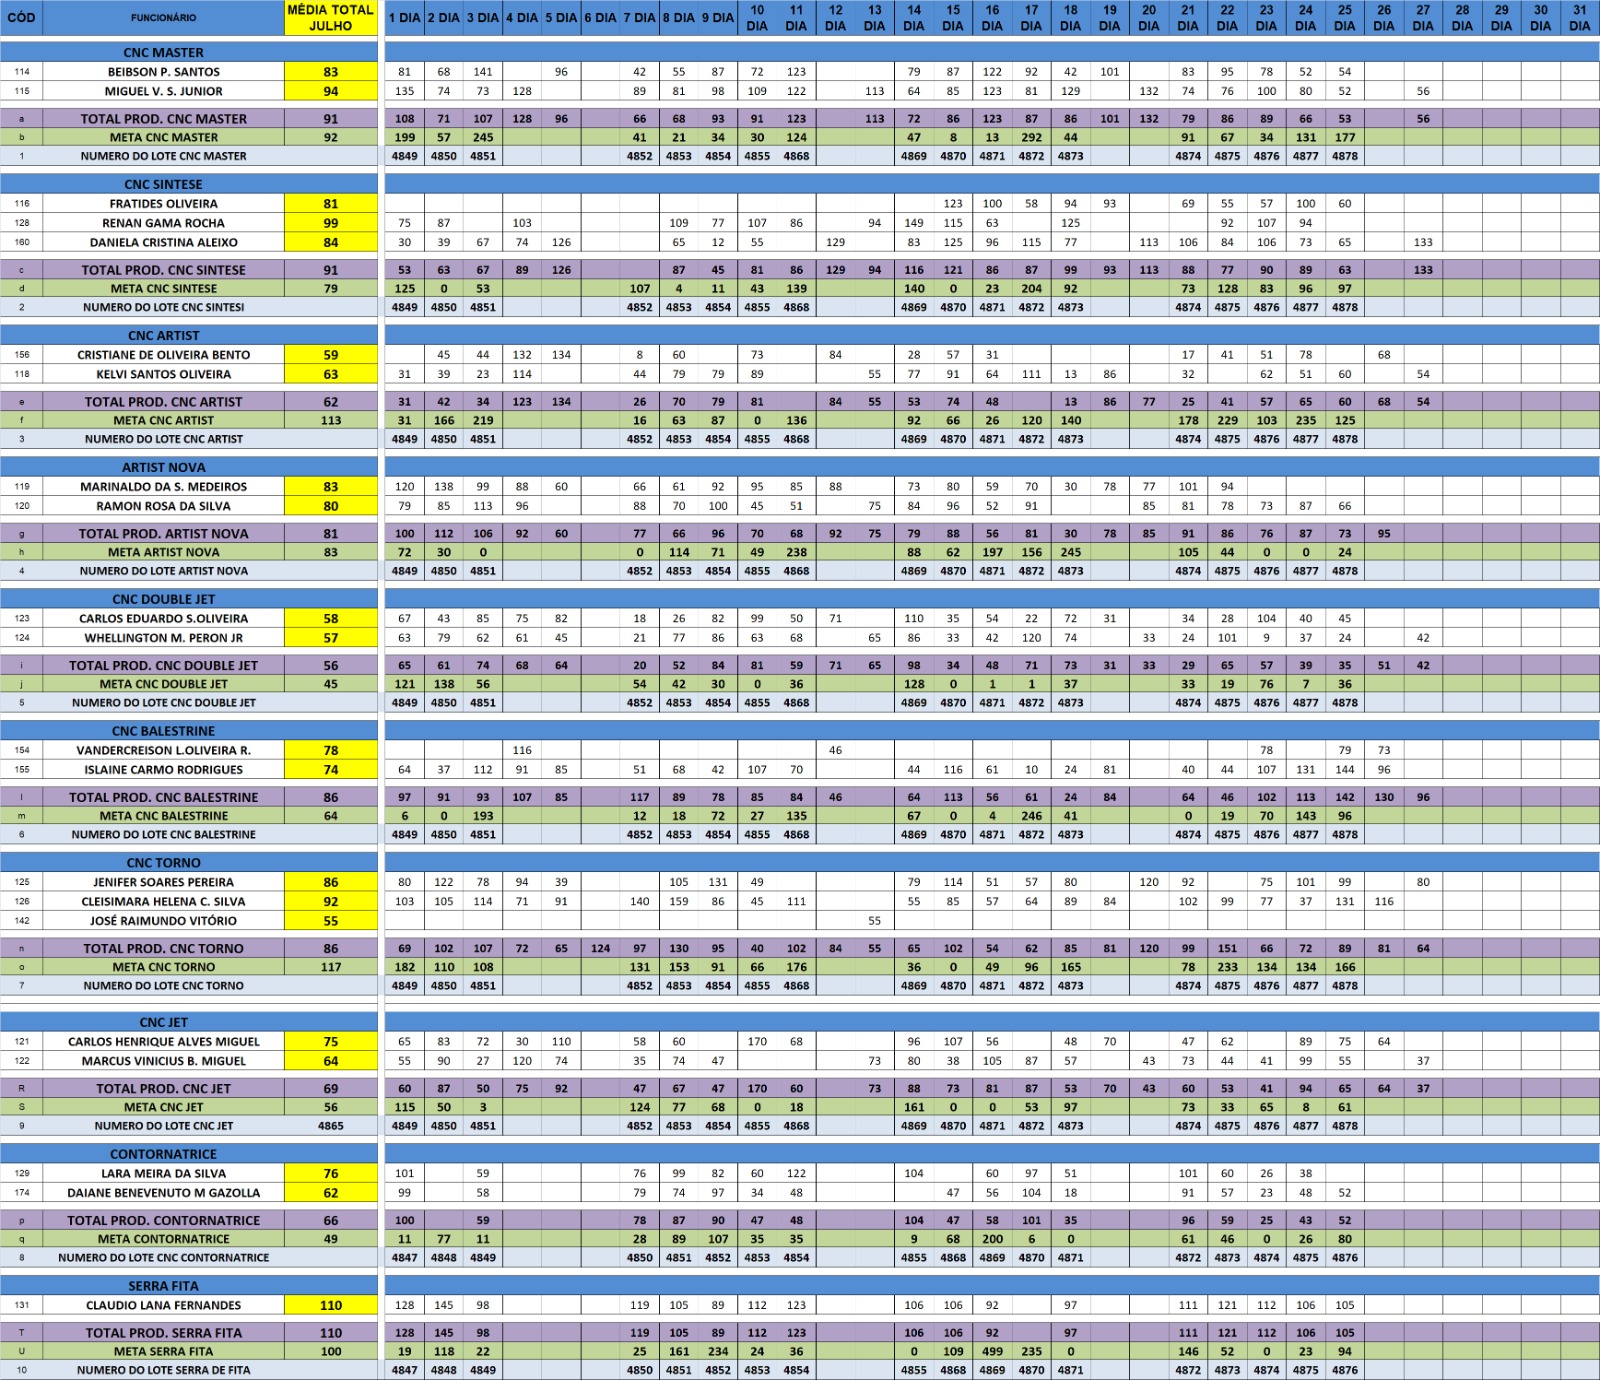 CÓD FUNCIONÁRIO MÉDIA TOTAL JULHO 1 DIA 2 DIA 3 DIA 4 DIA 5 DIA 6 DIA 7 DIA 8 DIA 9 DIA 10 DIA 11 DIA 12 DIA 13 DIA 14 DIA 15 DIA 16 DIA 17 DIA 18 DIA 19 DIA 20 DIA 21 DIA 22 DIA 23 DIA 24 DIA 25 DIA 26 DIA 27 DIA 28 DIA 29 DIA 30 DIA 31 DIA
CNC MASTER
114 BEIBSON P. SANTOS 83 81 68 141 96 42 55 87 72 123 79 87 122 92 42 101 83 95 78 52 54
115 MIGUEL V. S. JUNIOR 94 135 74 73 128 89 81 98 109 122 113 64 85 123 81 129 132 74 76 100 80 52 56
a TOTAL PROD. CNC MASTER 91 108 71 107 128 96 66 68 93 91 123 113 72 86 123 87 86 101 132 79 86 89 66 53 56
b META CNC MASTER 92 199 57 245 41 21 34 30 124 47 8 13 292 44 91 67 34 131 177
1 NUMERO DO LOTE CNC MASTER 4849 4850 4851 4852 4853 4854 4855 4868 4869 4870 4871 4872 4873 4874 4875 4876 4877 4878
CNC SINTESE
116 FRATIDES OLIVEIRA 81 123 100 58 94 93 69 55 57 100 60
128 RENAN GAMA ROCHA 99 75 87 103 109 77 107 86 94 149 115 63 125 92 107 94
160 DANIELA CRISTINA ALEIXO 84 30 39 67 74 126 65 12 55 129 83 125 96 115 77 113 106 84 106 73 65 133
c TOTAL PROD. CNC SINTESE 91 53 63 67 89 126 87 45 81 86 129 94 116 121 86 87 99 93 113 88 77 90 89 63 133
d META CNC SINTESE 79 125 0 53 107 4 11 43 139 140 0 23 204 92 73 128 83 96 97
2 NUMERO DO LOTE CNC SINTESI 4849 4850 4851 4852 4853 4854 4855 4868 4869 4870 4871 4872 4873 4874 4875 4876 4877 4878
CNC ARTIST
156 CRISTIANE DE OLIVEIRA BENTO 59 45 44 132 134 8 60 73 84 28 57 31 17 41 51 78 68
118 KELVI SANTOS OLIVEIRA 63 31 39 23 114 44 79 79 89 55 77 91 64 111 13 86 32 62 51 60 54
e TOTAL PROD. CNC ARTIST 62 31 42 34 123 134 26 70 79 81 84 55 53 74 48 13 86 77 25 41 57 65 60 68 54
f META CNC ARTIST 113 31 166 219 16 63 87 0 136 92 66 26 120 140 178 229 103 235 125
3 NUMERO DO LOTE CNC ARTIST 4849 4850 4851 4852 4853 4854 4855 4868 4869 4870 4871 4872 4873 4874 4875 4876 4877 4878
ARTIST NOVA
119 MARINALDO DA S. MEDEIROS 83 120 138 99 88 60 66 61 92 95 85 88 73 80 59 70 30 78 77 101 94
120 RAMON ROSA DA SILVA 80 79 85 113 96 88 70 100 45 51 75 84 96 52 91 85 81 78 73 87 66
g TOTAL PROD. ARTIST NOVA 81 100 112 106 92 60 77 66 96 70 68 92 75 79 88 56 81 30 78 85 91 86 76 87 73 95
h META ARTIST NOVA 83 72 30 0 0 114 71 49 238 88 62 197 156 245 105 44 0 0 24
4 NUMERO DO LOTE ARTIST NOVA 4849 4850 4851 4852 4853 4854 4855 4868 4869 4870 4871 4872 4873 4874 4875 4876 4877 4878
CNC DOUBLE JET
123 CARLOS EDUARDO S.OLIVEIRA 58 67 43 85 75 82 18 26 82 99 50 71 110 35 54 22 72 31 34 28 104 40 45
124 WHELLINGTON M. PERON JR 57 63 79 62 61 45 21 77 86 63 68 65 86 33 42 120 74 33 24 101 9 37 24 42
i TOTAL PROD. CNC DOUBLE JET 56 65 61 74 68 64 20 52 84 81 59 71 65 98 34 48 71 73 31 33 29 65 57 39 35 51 42
j META CNC DOUBLE JET 45 121 138 56 54 42 30 0 36 128 0 1 1 37 33 19 76 7 36
5 NUMERO DO LOTE CNC DOUBLE JET 4849 4850 4851 4852 4853 4854 4855 4868 4869 4870 4871 4872 4873 4874 4875 4876 4877 4878
CNC BALESTRINE
154 VANDERCREISON L.OLIVEIRA R. 78 116 46 78 79 73
155 ISLAINE CARMO RODRIGUES 74 64 37 112 91 85 51 68 42 107 70 44 116 61 10 24 81 40 44 107 131 144 96
l TOTAL PROD. CNC BALESTRINE 86 97 91 93 107 85 117 89 78 85 84 46 64 113 56 61 24 84 64 46 102 113 142 130 96
m META CNC BALESTRINE 64 6 0 193 12 18 72 27 135 67 0 4 246 41 0 19 70 143 96
6 NUMERO DO LOTE CNC BALESTRINE 4849 4850 4851 4852 4853 4854 4855 4868 4869 4870 4871 4872 4873 4874 4875 4876 4877 4878
CNC TORNO
125 JENIFER SOARES PEREIRA 86 80 122 78 94 39 105 131 49 79 114 51 57 80 120 92 75 101 99 80
126 CLEISIMARA HELENA C. SILVA 92 103 105 114 71 91 140 159 86 45 111 55 85 57 64 89 84 102 99 77 37 131 116
142 JOSÉ RAIMUNDO VITÓRIO 55 55
n TOTAL PROD. CNC TORNO 86 69 102 107 72 65 124 97 130 95 40 102 84 55 65 102 54 62 85 81 120 99 151 66 72 89 81 64
o META CNC TORNO 117 182 110 108 131 153 91 66 176 36 0 49 96 165 78 233 134 134 166
7 NUMERO DO LOTE CNC TORNO 4849 4850 4851 4852 4853 4854 4855 4868 4869 4870 4871 4872 4873 4874 4875 4876 4877 4878
CNC JET
121 CARLOS HENRIQUE ALVES MIGUEL 75 65 83 72 30 110 58 60 170 68 96 107 56 48 70 47 62 89 75 64
122 MARCUS VINICIUS B. MIGUEL 64 55 90 27 120 74 35 74 47 73 80 38 105 87 57 43 73 44 41 99 55 37
R TOTAL PROD. CNC JET 69 60 87 50 75 92 47 67 47 170 60 73 88 73 81 87 53 70 43 60 53 41 94 65 64 37
S META CNC JET 56 115 50 3 124 77 68 0 18 161 0 0 53 97 73 33 65 8 61
9 NUMERO DO LOTE CNC JET 4865 4849 4850 4851 4852 4853 4854 4855 4868 4869 4870 4871 4872 4873 4874 4875 4876 4877 4878
CONTORNATRICE
129 LARA MEIRA DA SILVA 76 101 59 76 99 82 60 122 104 60 97 51 101 60 26 38
174 DAIANE BENEVENUTO M GAZOLLA 62 99 58 79 74 97 34 48 47 56 104 18 91 57 23 48 52
p TOTAL PROD. CONTORNATRICE 66 100 59 78 87 90 47 48 104 47 58 101 35 96 59 25 43 52
q META CONTORNATRICE 49 11 77 11 28 89 107 35 35 9 68 200 6 0 61 46 0 26 80
8 NUMERO DO LOTE CNC CONTORNATRICE 4847 4848 4849 4850 4851 4852 4853 4854 4855 4868 4869 4870 4871 4872 4873 4874 4875 4876
SERRA FITA
131 CLAUDIO LANA FERNANDES 110 128 145 98 119 105 89 112 123 106 106 92 97 111 121 112 106 105
T TOTAL PROD. SERRA FITA 110 128 145 98 119 105 89 112 123 106 106 92 97 111 121 112 106 105
U META SERRA FITA 100 19 118 22 25 161 234 24 36 0 109 499 235 0 146 52 0 23 94
10 NUMERO DO LOTE SERRA DE FITA 4847 4848 4849 4850 4851 4852 4853 4854 4855 4868 4869 4870 4871 4872 4873 4874 4875 4876